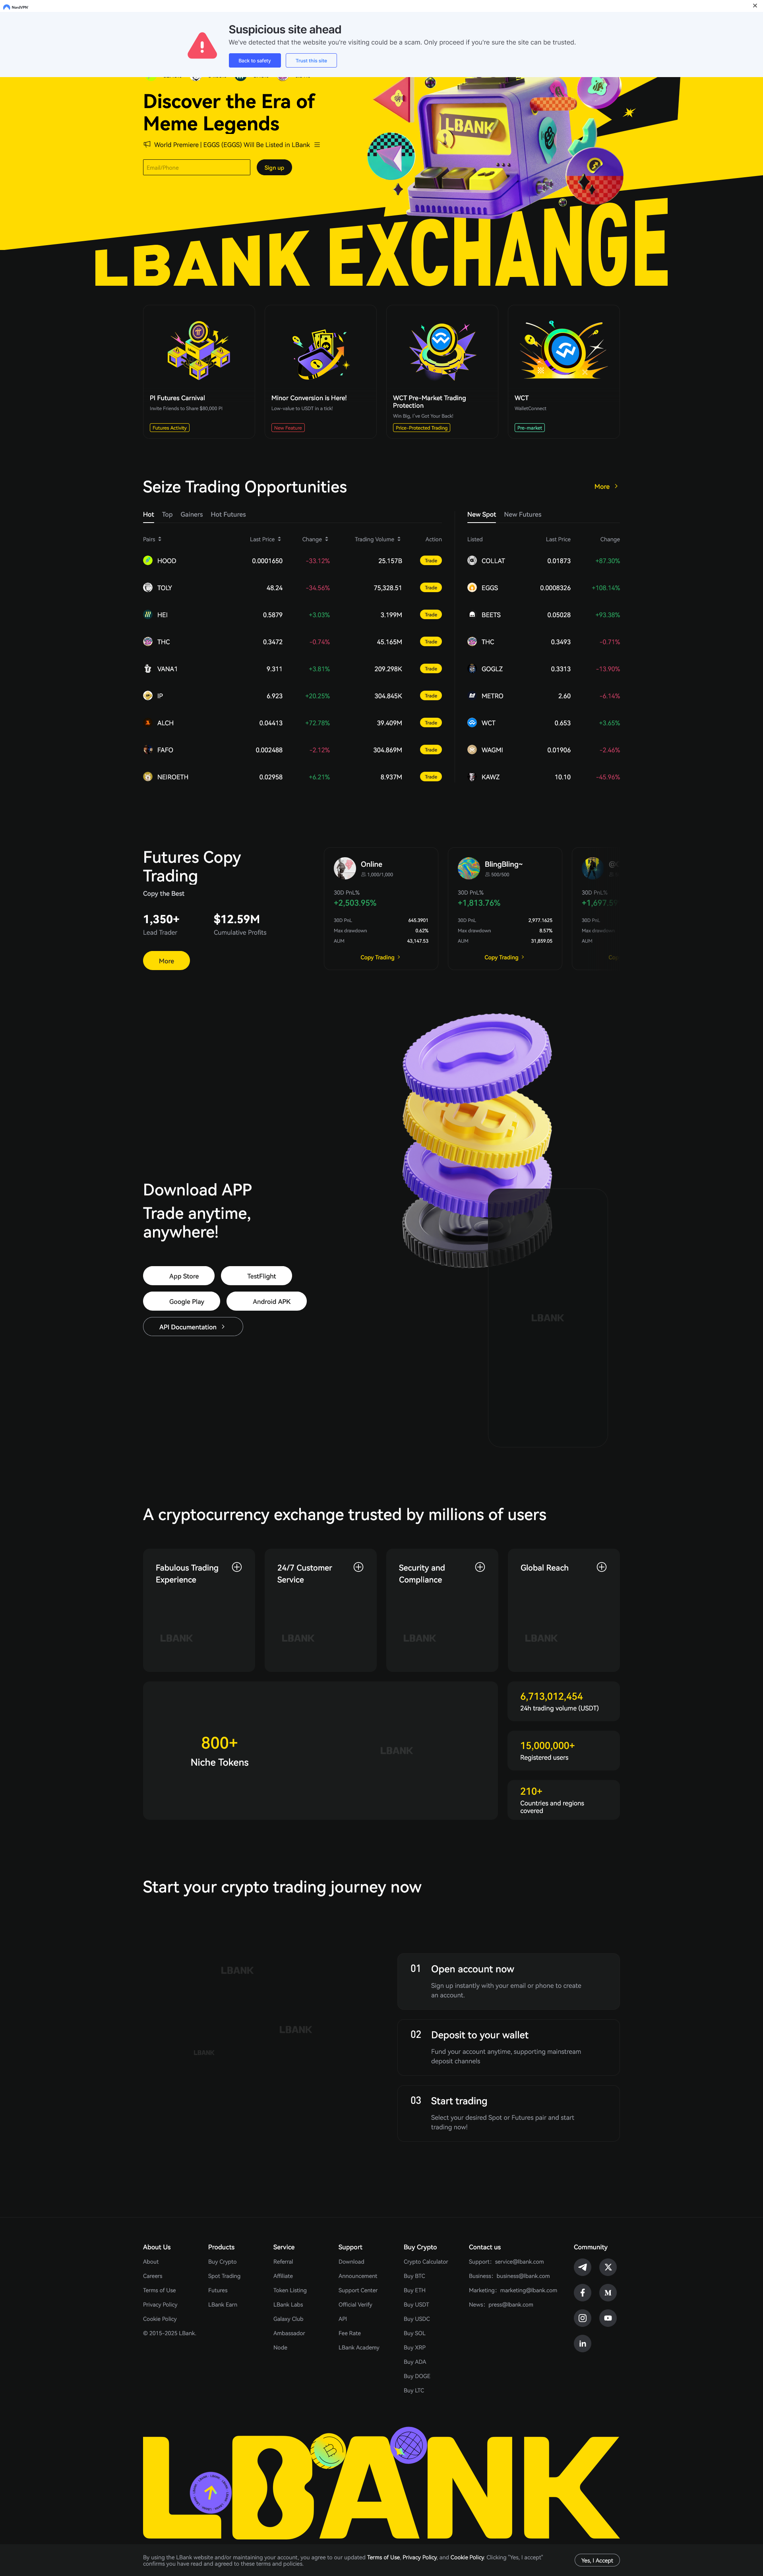 NordVPN
Suspicious site ahead
We've detected that the website you're visiting could be a scam. Only proceed if you're sure the site can be trusted.
Back to safety
Trust this site
Discover the Era of
Meme Legends
World Premiere | EGGS (EGGS) Will Be Listed in LBank
Email/Phone
Sign up
LBANK
LBANK EXCHANGE
PI Futures Carnival
Invite Friends to Share $80,000 PI
Futures Activity
Minor Conversion is Here!
Low-value to USDT in a tick!
New Feature
WCT Pre-Market Trading
Protection
Win Big, I've Got Your Back!
Price-Protected Trading
WCT
WalletConnect
Pre-market
Seize Trading Opportunities
More
Hot Top Gainers Hot Futures
Pairs Last Price Change Trading Volume Action
HOOD 0.0001650 -33.12% 25.157B Trade
TOLY 48.24 -34.56% 75,328.51 Trade
HEI 0.5879 +3.03% 3.199M Trade
THC 0.3472 -0.74% 45.165M Trade
VANA1 9.311 +3.81% 209.298K Trade
IP 6.923 +20.25% 304.845K Trade
ALCH 0.04413 +72.78% 39.409M Trade
FAFO 0.002488 -2.12% 304.869M Trade
NEIROETH 0.02958 +6.21% 8.937M Trade
New Spot New Futures
Listed Last Price Change
COLLAT 0.01873 +87.30%
EGGS 0.0008326 +108.14%
BEETS 0.05028 +93.38%
THC 0.3493 -0.71%
GOGLZ 0.3313 -13.90%
METRO 2.60 -6.14%
WCT 0.653 +3.65%
WAGMI 0.01906 -2.46%
KAWZ 10.10 -45.96%
Futures Copy
Trading
Copy the Best
1,350+
Lead Trader
$12.59M
Cumulative Profits
More
Online
1,000/1,000
30D PnL%
+2,503.95%
30D PnL 645.3901
Max drawdown 0.62%
AUM 43,147.53
Copy Trading
BlingBling~
500/500
30D PnL%
+1,813.76%
30D PnL 2,977.1625
Max drawdown 8.57%
AUM 31,859.05
Copy Trading
30D PnL%
+1,697.5
30D PnL
Max drawdown
AUM
Download APP
Trade anytime,
anywhere!
App Store
TestFlight
Google Play
Android APK
API Documentation
LBANK
A cryptocurrency exchange trusted by millions of users
Fabulous Trading
Experience
LBANK
24/7 Customer
Service
LBANK
Security and
Compliance
LBANK
Global Reach
LBANK
800+
Niche Tokens
LBANK
6,713,012,454
24h trading volume (USDT)
15,000,000+
Registered users
210+
Countries and regions
covered
Start your crypto trading journey now
LBANK
LBANK
LBANK
01 Open account now
Sign up instantly with your email or phone to create
an account.
02 Deposit to your wallet
Fund your account anytime, supporting mainstream
deposit channels
03 Start trading
Select your desired Spot or Futures pair and start
trading now!
About Us
About
Careers
Terms of Use
Privacy Policy
Cookie Policy
© 2015-2025 LBank.
Products
Buy Crypto
Spot Trading
Futures
LBank Earn
Service
Referral
Affiliate
Token Listing
LBank Labs
Galaxy Club
Ambassador
Node
Support
Download
Announcement
Support Center
Official Verify
API
Fee Rate
LBank Academy
Buy Crypto
Crypto Calculator
Buy BTC
Buy ETH
Buy USDT
Buy USDC
Buy SOL
Buy XRP
Buy ADA
Buy DOGE
Buy LTC
Contact us
Support: service@lbank.com
Business: business@lbank.com
Marketing: marketing@lbank.com
News: press@lbank.com
Community
LBANK
By using the LBank website and/or maintaining your account, you agree to our updated Terms of Use, Privacy Policy, and Cookie Policy. Clicking "Yes, I accept"
confirms you have read and agreed to these terms and policies.
Yes, I Accept